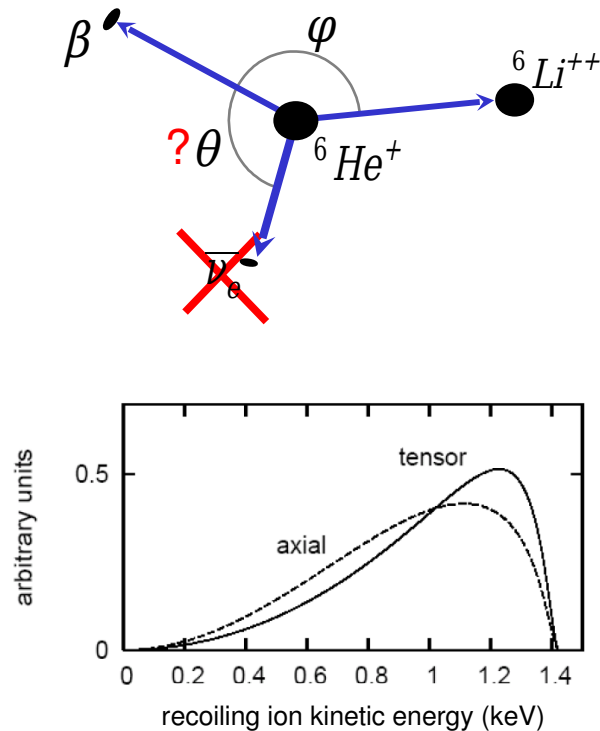 φ
β
⁶Li⁺⁺
? θ
⁶He⁺
ν̅ₑ
tensor
0.5
axial
arbitrary units
0
0 0.2 0.4 0.6 0.8 1 1.2 1.4
recoiling ion kinetic energy (keV)